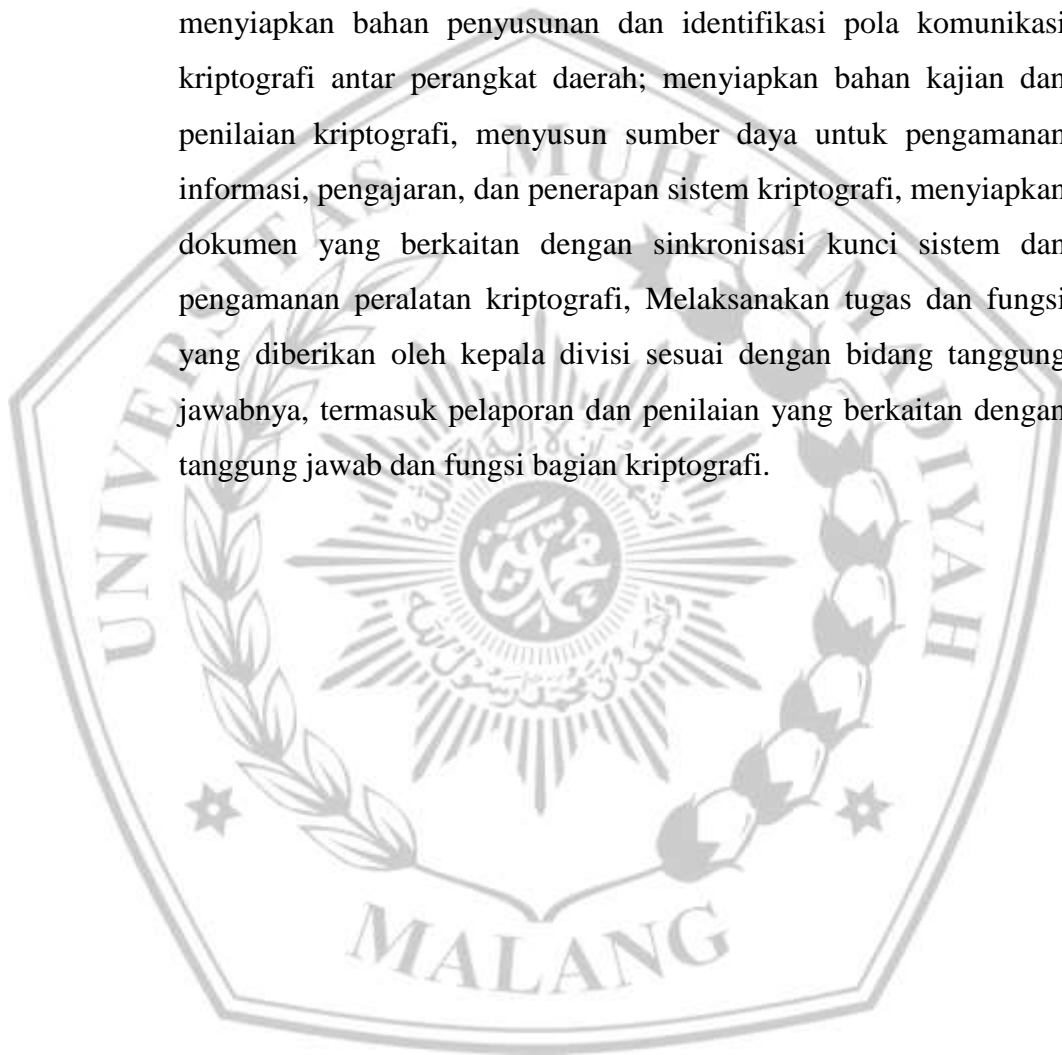 menyiapkan bahan penyusunan dan identifikasi pola komunikasi
kriptografi antar perangkat daerah; menyiapkan bahan kajian dan
penilaian kriptografi, menyusun sumber daya untuk pengamanan
informasi, pengajaran, dan penerapan sistem kriptografi, menyiapkan
dokumen yang berkaitan dengan sinkronisasi kunci sistem dan
pengamanan peralatan kriptografi, Melaksanakan tugas dan fungsi
yang diberikan oleh kepala divisi sesuai dengan bidang tanggung
jawabnya, termasuk pelaporan dan penilaian yang berkaitan dengan
tanggung jawab dan fungsi bagian kriptografi.
UNIVERSITAS MUHAMMADIYAH
MALANG